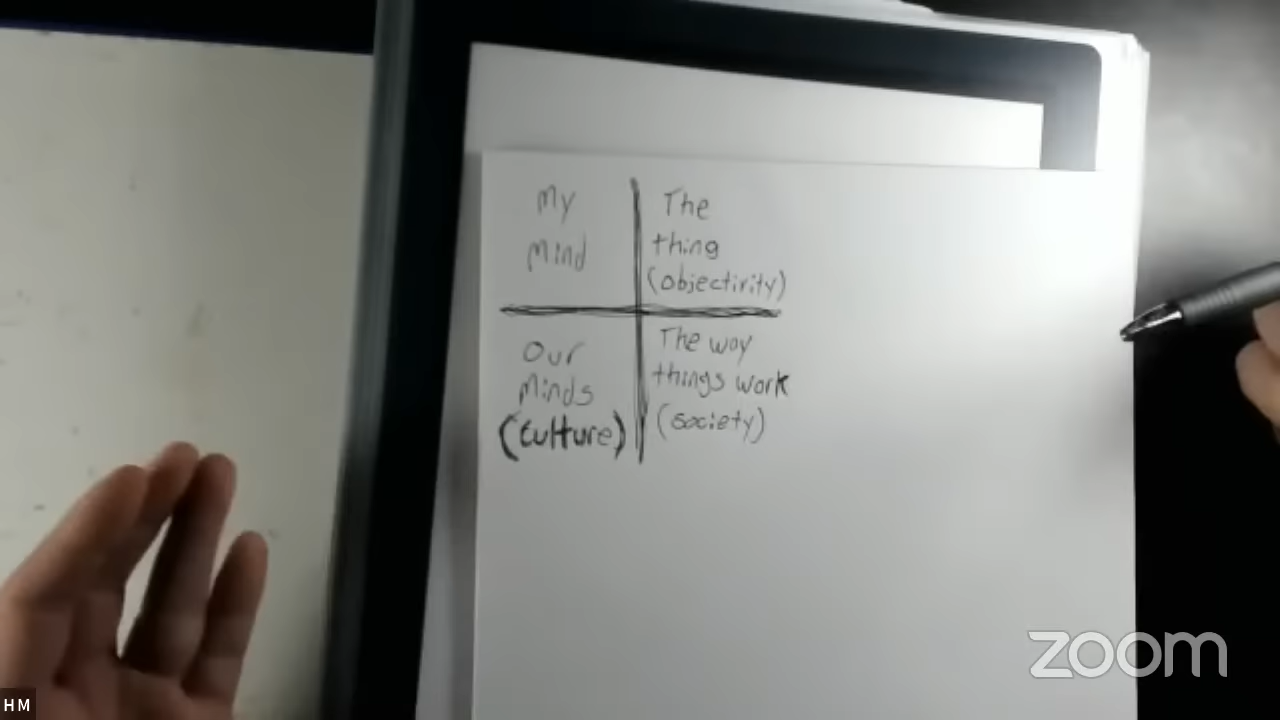 My
Mind
The
thing
(objectivity)
Our
Minds
(Culture)
The way
things work
(society)
zoom
HM